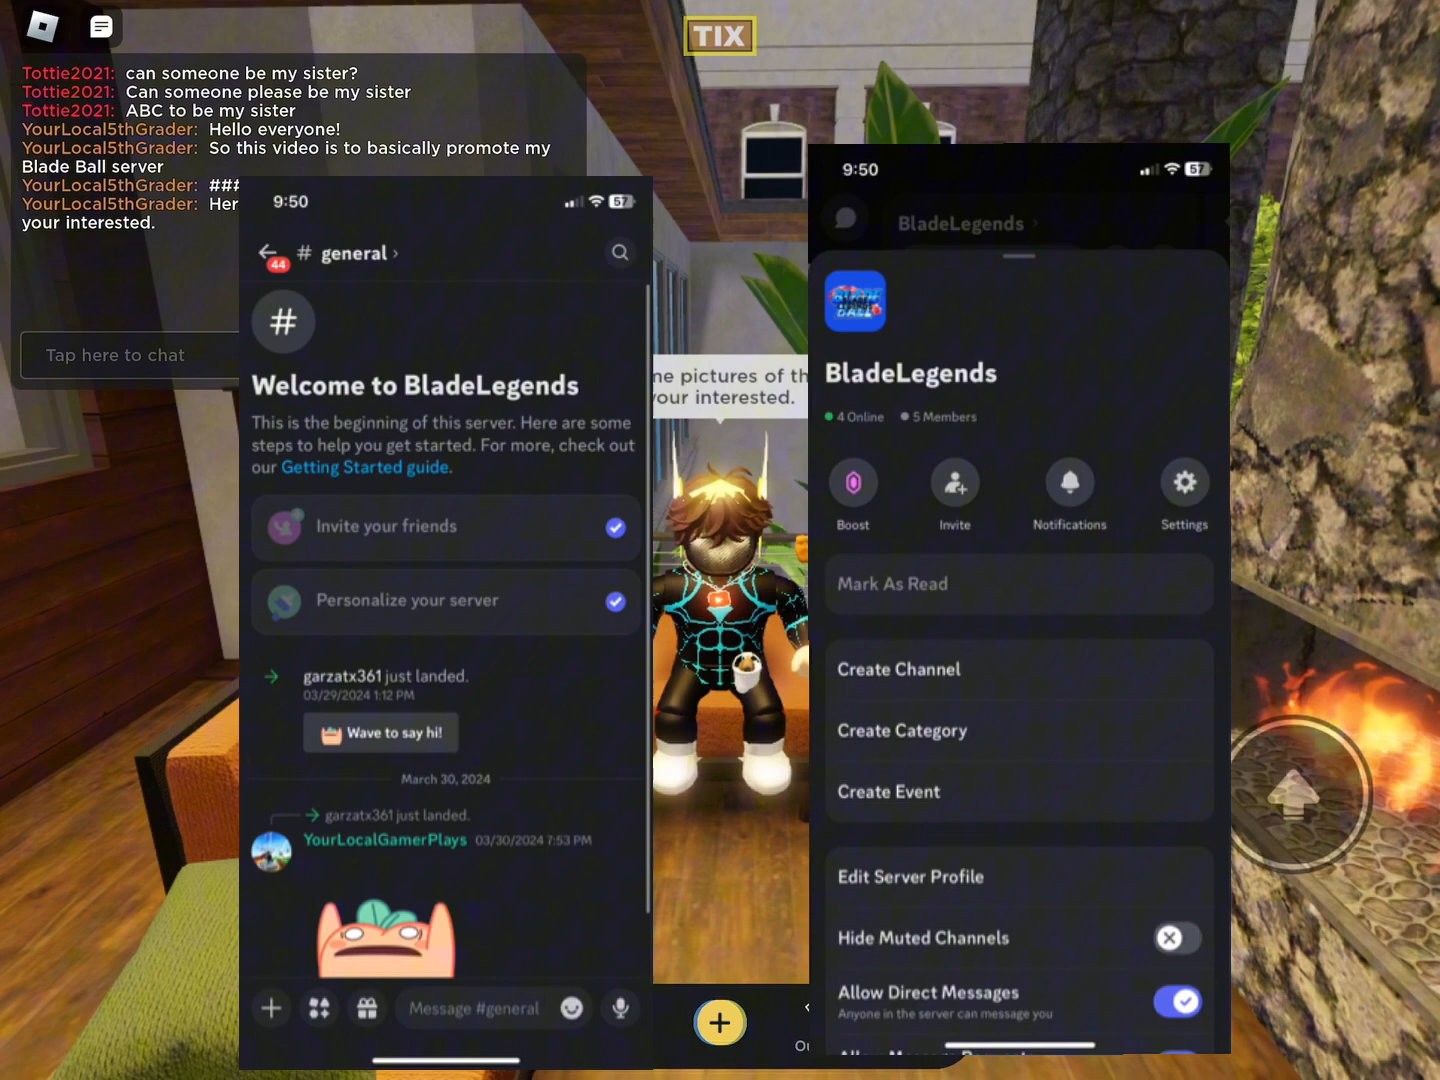 TIX
Tottie2021: can someone be my sister?
Tottie2021: Can someone please be my sister
Tottie2021: ABC to be my sister
YourLocal5thGrader: Hello everyone!
YourLocal5thGrader: So this video is to basically promote my
Blade Ball server
YourLocal5thGrader: ###
YourLocal5thGrader: Her
your interested.
Tap here to chat
9:50
57
44
# general ›
#
Welcome to BladeLegends
This is the beginning of this server. Here are some
steps to help you get started. For more, check out
our Getting Started guide.
Invite your friends
Personalize your server
garzatx361 just landed.
03/29/2024 1:12 PM
Wave to say hi!
March 30, 2024
garzatx361 just landed.
YourLocalGamerPlays 03/30/2024 7:53 PM
Message #general
ne pictures of th
your interested.
9:50
57
BladeLegends ›
BLADE
BALL
BladeLegends
4 Online 5 Members
Boost
Invite
Notifications
Settings
Mark As Read
Create Channel
Create Category
Create Event
Edit Server Profile
Hide Muted Channels
Allow Direct Messages
Anyone in the server can message you